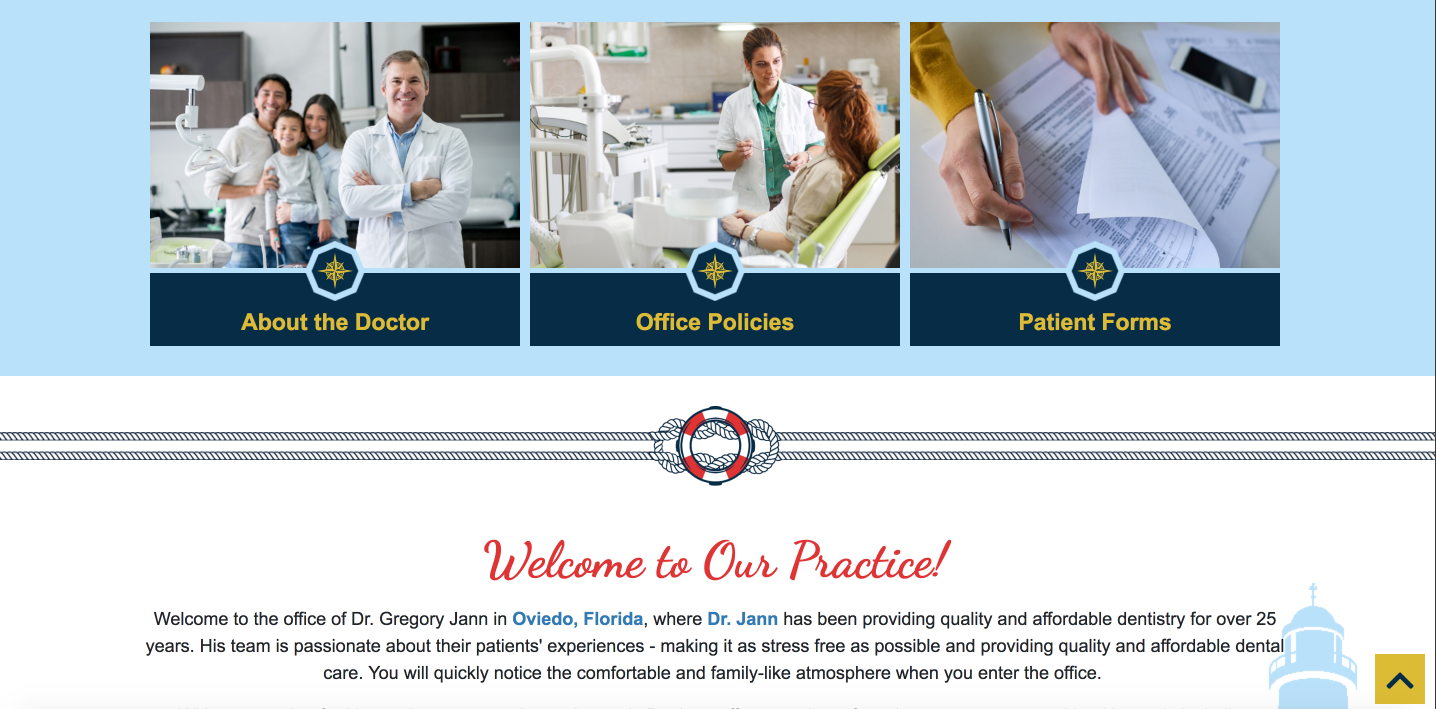 About the Doctor
Office Policies
Patient Forms
Welcome to Our Practice!
Welcome to the office of Dr. Gregory Jann in Oviedo, Florida, where Dr. Jann has been providing quality and affordable dentistry for over 25
years. His team is passionate about their patients' experiences - making it as stress free as possible and providing quality and affordable dental
care. You will quickly notice the comfortable and family-like atmosphere when you enter the office.